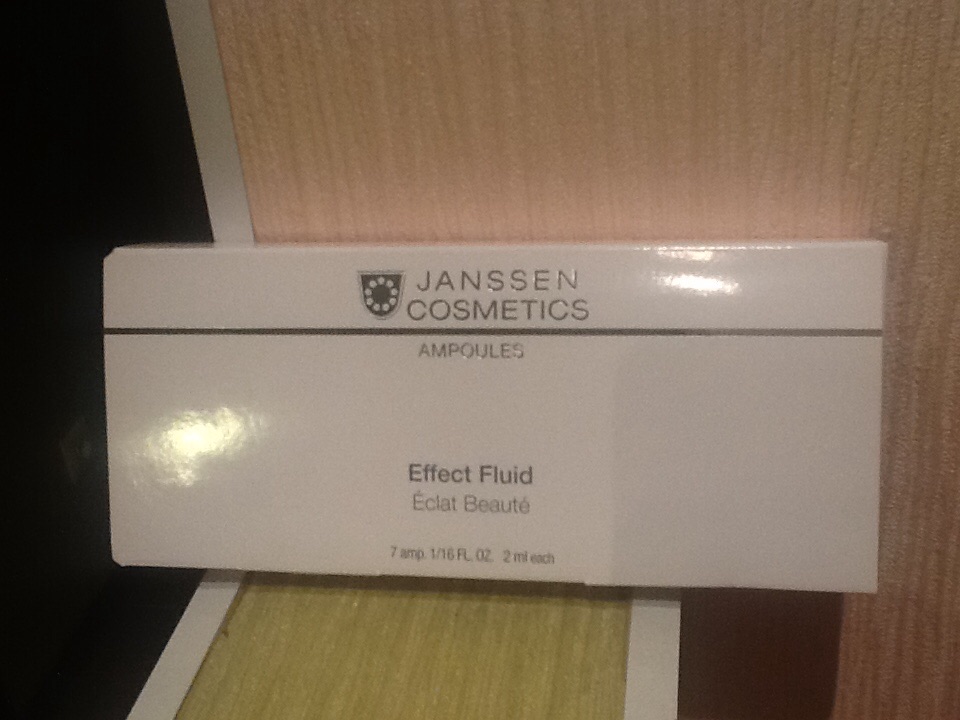 JANSSEN
COSMETICS
AMPOULES
Effect Fluid
Éclat Beauté
7 amp. 1/16 FL. OZ. 2 ml each